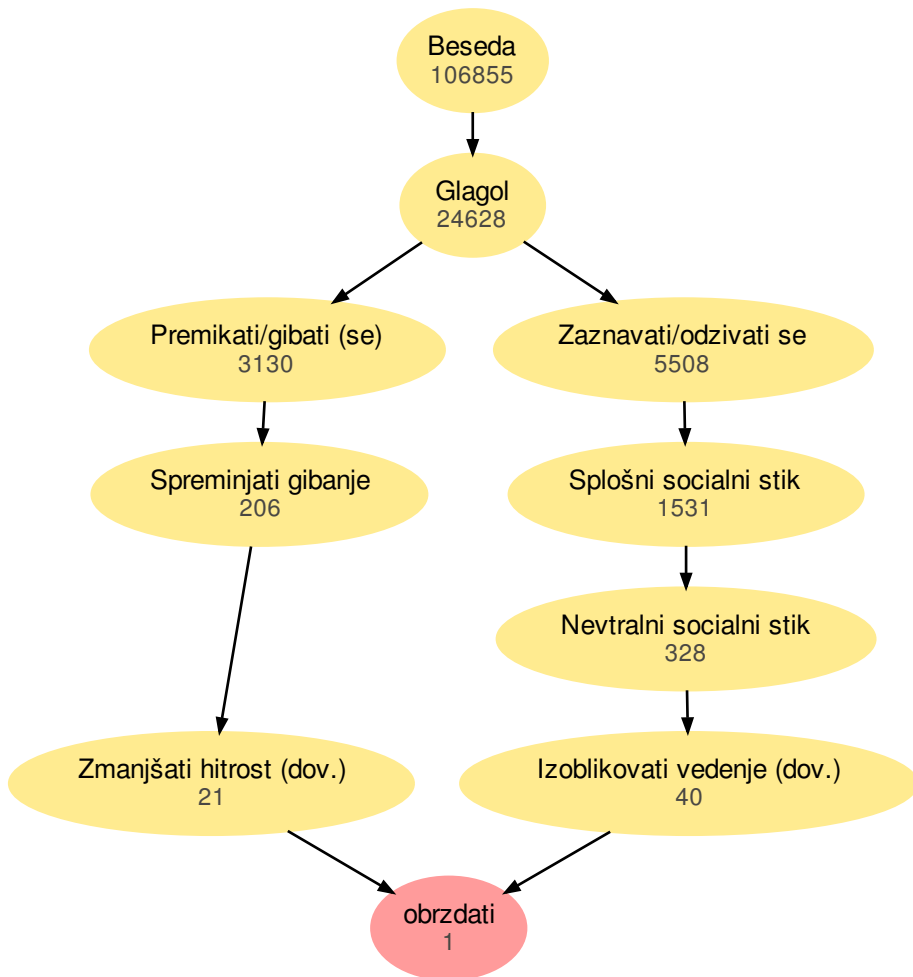 Beseda
106855
Glagol
24628
Premikati/gibati (se)
3130
Zaznavati/odzivati se
5508
Spreminjati gibanje
206
Splošni socialni stik
1531
Nevtralni socialni stik
328
Zmanjšati hitrost (dov.)
21
Izoblikovati vedenje (dov.)
40
obrzdati
1